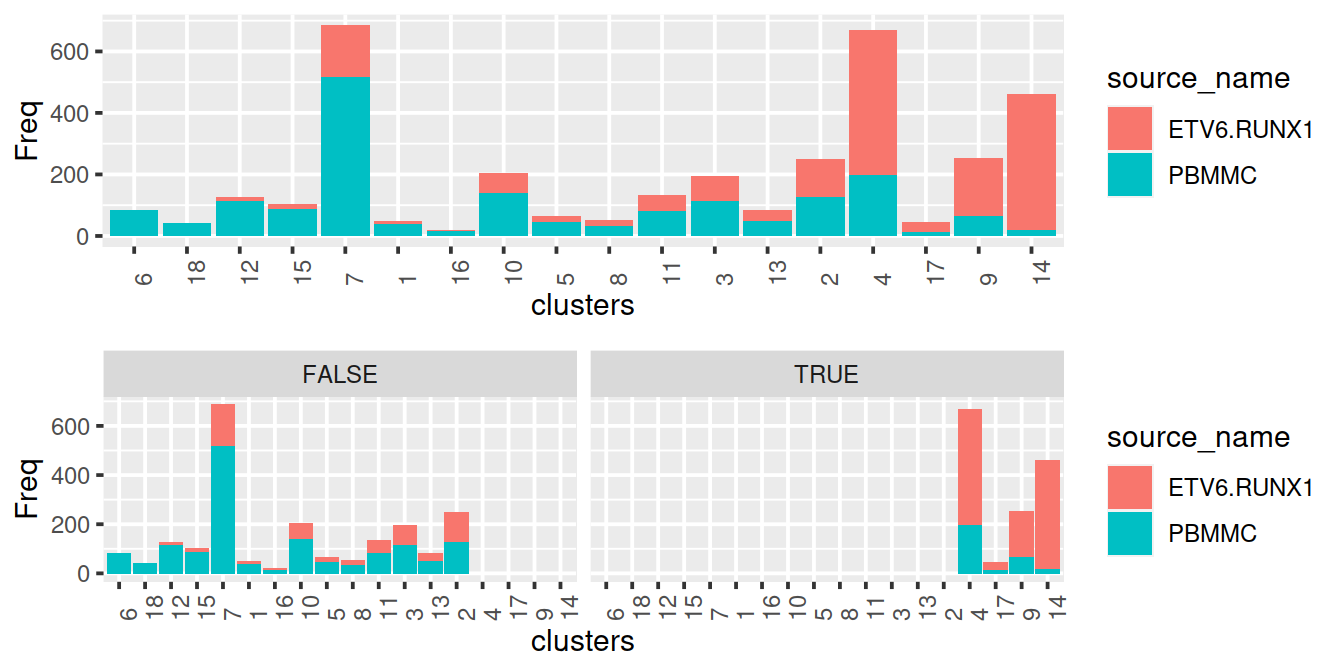 600
400
200
0
Freq
6 18 12 15 7 1 16 10 5 8 11 3 13 2 4 17 9 14
clusters
source_name
ETV6.RUNX1
PBMMC
FALSE TRUE
600
400
200
0
Freq
6 18 12 15 7 1 16 10 5 8 11 3 13 2 4 17 9 14 6 18 12 15 7 1 16 10 5 8 11 3 13 2 4 17 9 14
clusters
source_name
ETV6.RUNX1
PBMMC